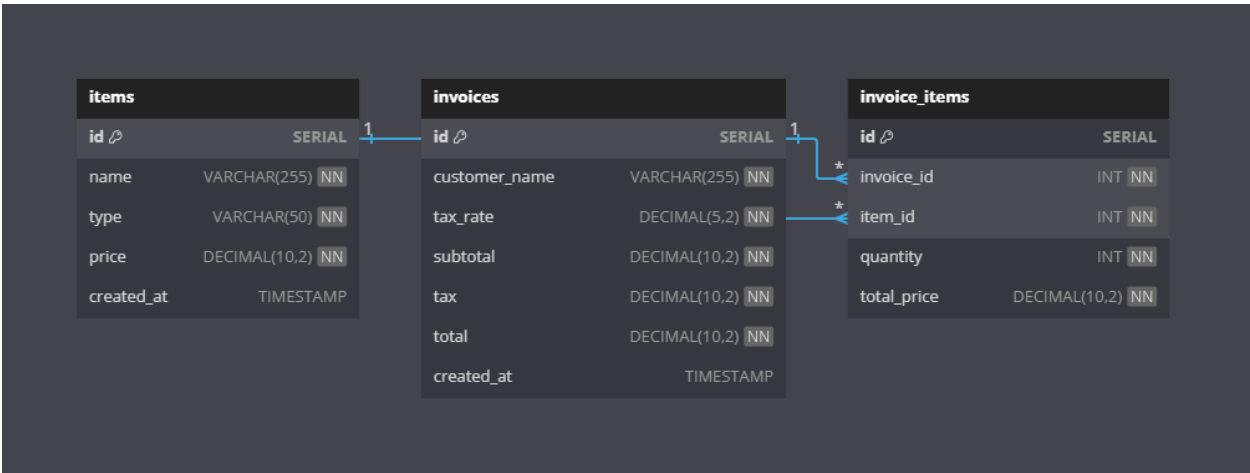 items
id SERIAL
name VARCHAR(255) NN
type VARCHAR(50) NN
price DECIMAL(10,2) NN
created_at TIMESTAMP
1
invoices
id SERIAL
customer_name VARCHAR(255) NN
tax_rate DECIMAL(5,2) NN
subtotal DECIMAL(10,2) NN
tax DECIMAL(10,2) NN
total DECIMAL(10,2) NN
created_at TIMESTAMP
1
*
*
invoice_items
id SERIAL
invoice_id INT NN
item_id INT NN
quantity INT NN
total_price DECIMAL(10,2) NN